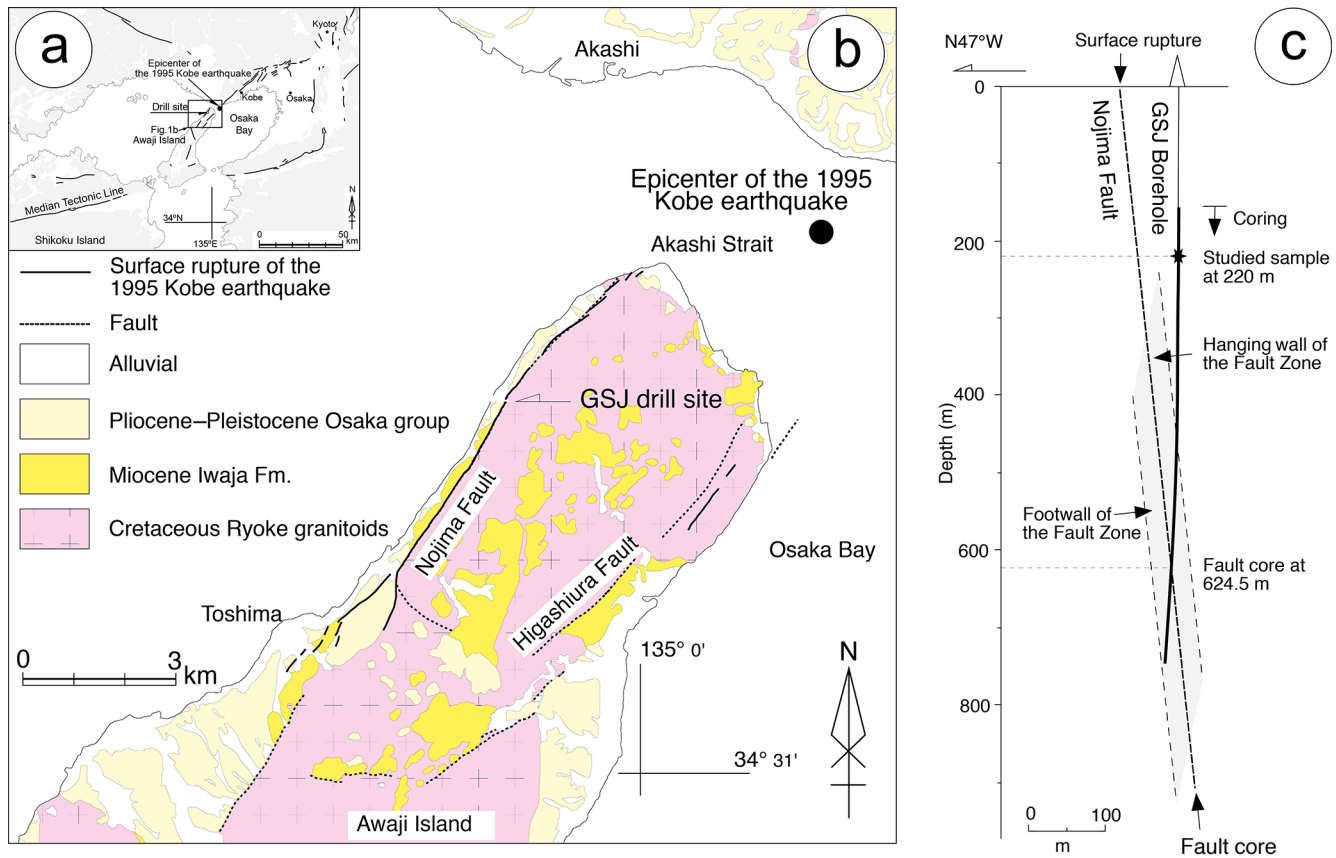 a
Kyoto
Epicenter of
the 1995 Kobe earthquake
Kobe
Osaka
Drill site
Osaka
Bay
Fig.1b
Awaji Island
Median Tectonic Line
34°N
135°E
N
0 50
km
Shikoku Island
Surface rupture of the
1995 Kobe earthquake
Fault
Alluvial
Pliocene–Pleistocene Osaka group
Miocene Iwaja Fm.
Cretaceous Ryoke granitoids
b
Akashi
Epicenter of the 1995
Kobe earthquake
Akashi Strait
GSJ drill site
Nojima Fault
Higashiura Fault
Osaka Bay
Toshima
0 3
km
135° 0'
N
34° 31'
Awaji Island
c
N47°W
Surface rupture
0
Nojima Fault
GSJ Borehole
Coring
200
Studied sample
at 220 m
Hanging wall of
the Fault Zone
400
Depth (m)
Footwall of
the Fault Zone
600
Fault core at
624.5 m
800
0 100
m
Fault core